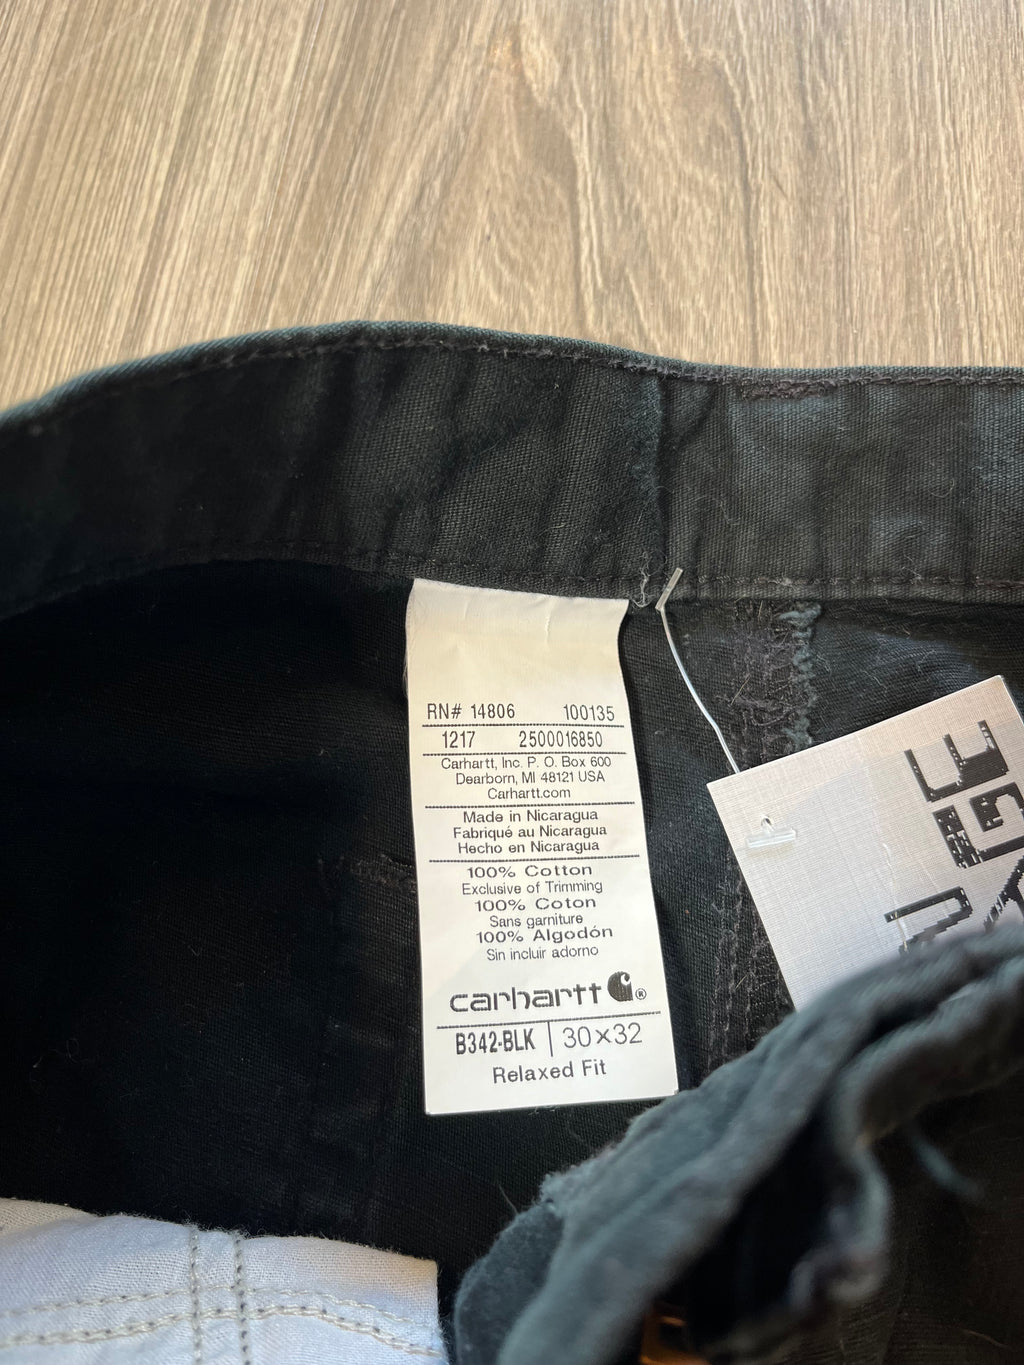 RN# 14806 100135
1217 2500016850
Carhartt, Inc. P. O. Box 600
Dearborn, MI 48121 USA
Carhartt.com
Made in Nicaragua
Fabriqué au Nicaragua
Hecho en Nicaragua
100% Cotton
Exclusive of Trimming
100% Coton
Sans garniture
100% Algodón
Sin incluir adorno
carhartt ®
B342-BLK | 30×32
Relaxed Fit